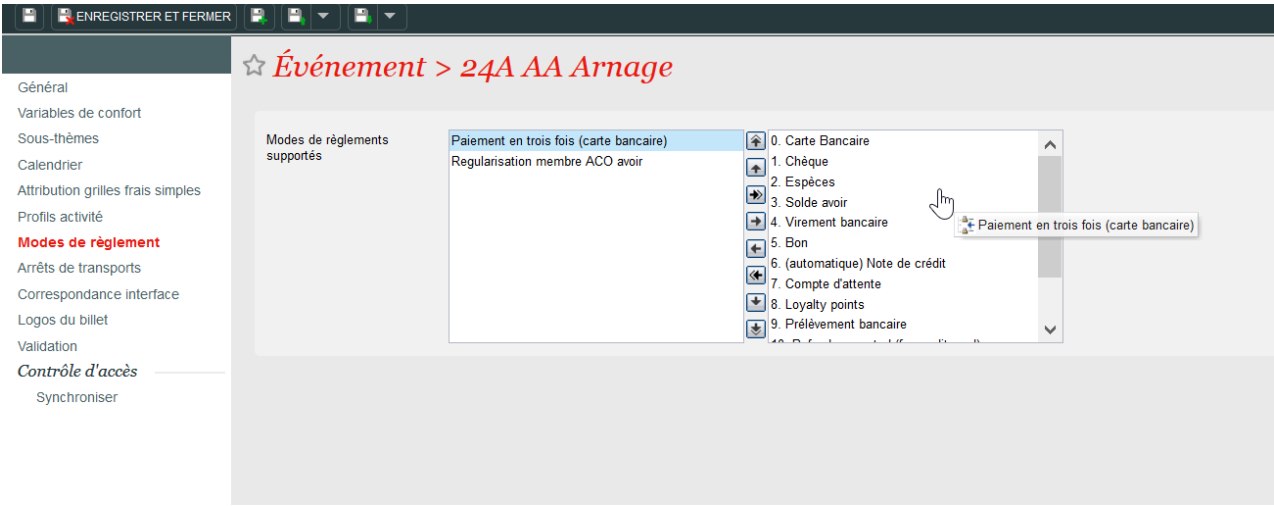 ENREGISTRER ET FERMER
Événement > 24A AA Arnage
Général
Variables de confort
Sous-thèmes
Calendrier
Attribution grilles frais simples
Profils activité
Modes de règlement
Arrêts de transports
Correspondance interface
Logos du billet
Validation
Contrôle d'accès
Synchroniser
Modes de règlements
supportés
Paiement en trois fois (carte bancaire)
Regularisation membre ACO avoir
0. Carte Bancaire
1. Chèque
2. Espèces
3. Solde avoir
4. Virement bancaire
5. Bon
6. (automatique) Note de crédit
7. Compte d'attente
8. Loyalty points
9. Prélèvement bancaire
Paiement en trois fois (carte bancaire)